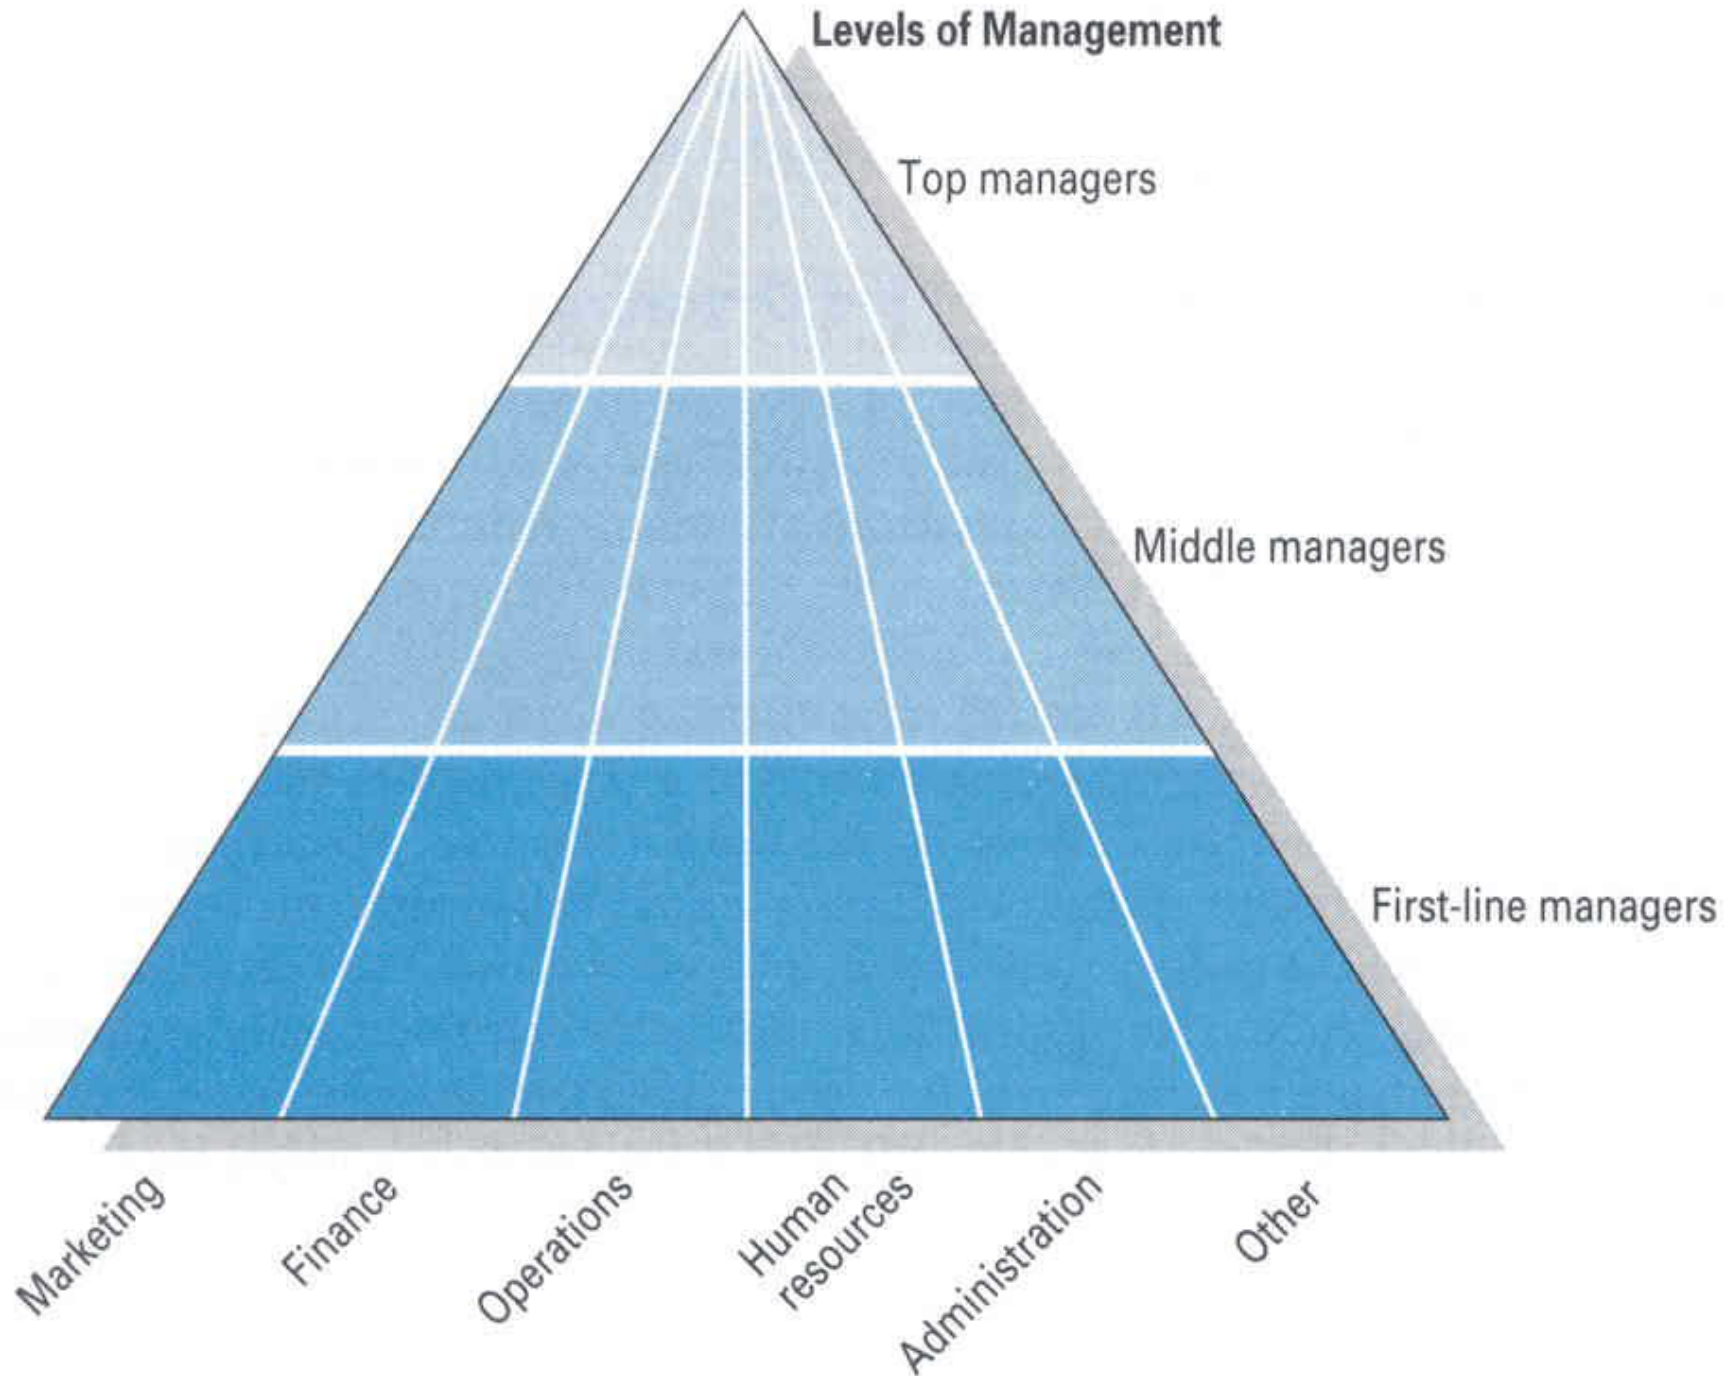 Levels of Management
Top managers
Middle managers
First-line managers
Marketing
Finance
Operations
Human
resources
Administration
Other